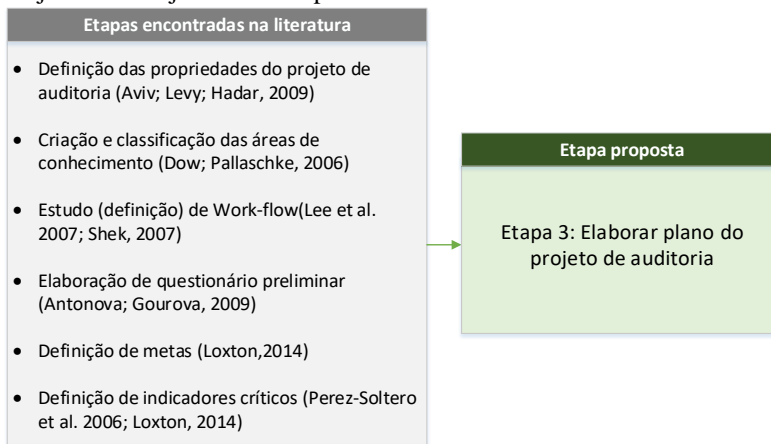 Etapas encontradas na literatura
• Definição das propriedades do projeto de
auditoria (Aviv; Levy; Hadar, 2009)
• Criação e classificação das áreas de
conhecimento (Dow; Pallaschke, 2006)
• Estudo (definição) de Work-flow(Lee et al.
2007; Shek, 2007)
• Elaboração de questionário preliminar
(Antonova; Gourova, 2009)
• Definição de metas (Loxton,2014)
• Definição de indicadores críticos (Perez-Soltero
et al. 2006; Loxton, 2014)
Etapa proposta
Etapa 3: Elaborar plano do
projeto de auditoria